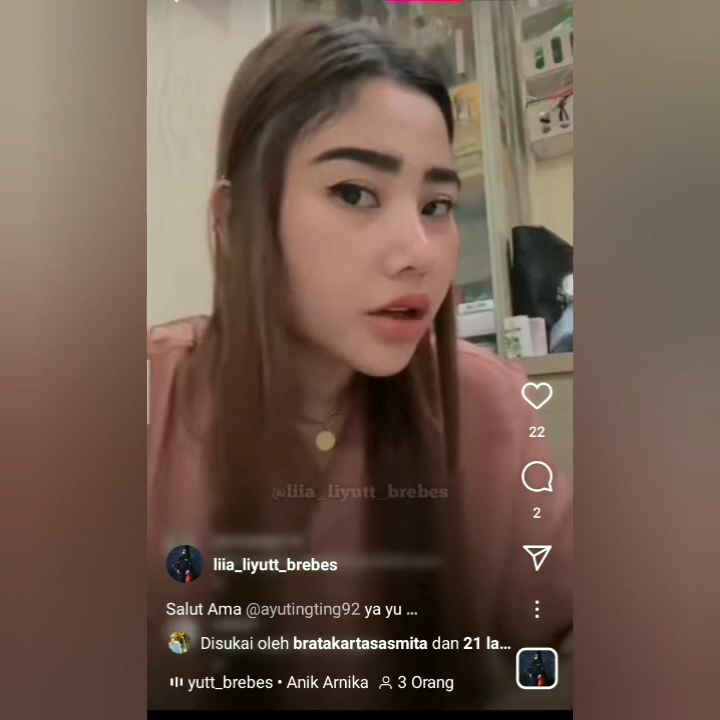 22
@liia_liyutt_brebes
2
liia_liyutt_brebes
Salut Ama @ayutingting92 ya yu ...
Disukai oleh bratakartasasmita dan 21 la...
yutt_brebes • Anik Arnika 3 Orang